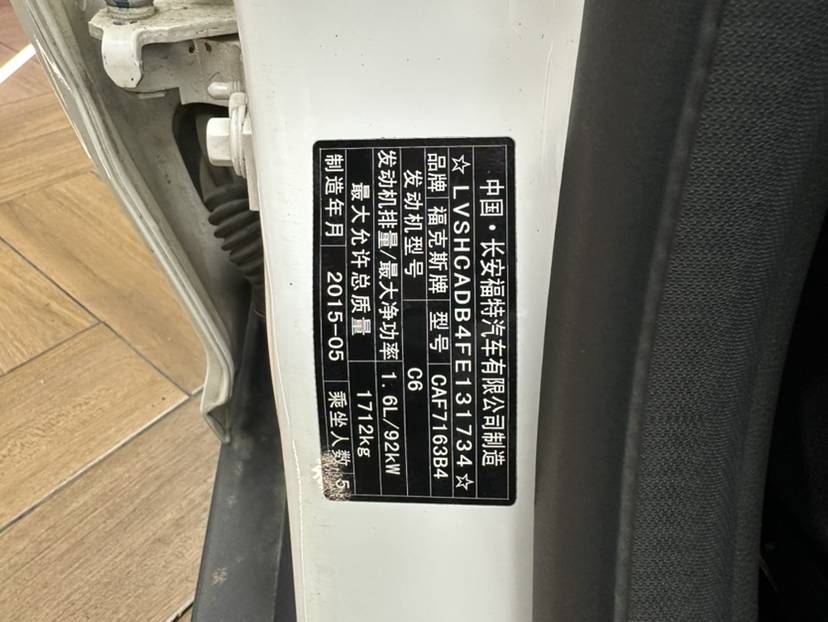 中国·长安福特汽车有限公司制造
☆LVSHCADB4FE131734☆
品牌 福克斯牌 型号 CAF7163B4
发动机型号 C6
发动机排量/最大净功率 1.6L/92kW
最大允许总质量 1712kg
制造年月 2015-05 乘坐人数 5